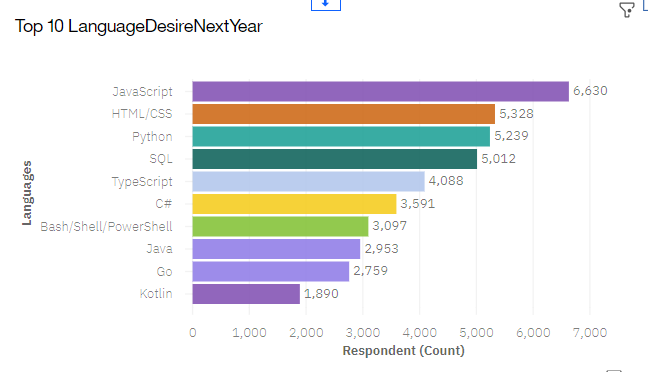 Top 10 LanguageDesireNextYear
Languages
JavaScript 6,630
HTML/CSS 5,328
Python 5,239
SQL 5,012
TypeScript 4,088
C# 3,591
Bash/Shell/PowerShell 3,097
Java 2,953
Go 2,759
Kotlin 1,890
0 1,000 2,000 3,000 4,000 5,000 6,000 7,000
Respondent (Count)